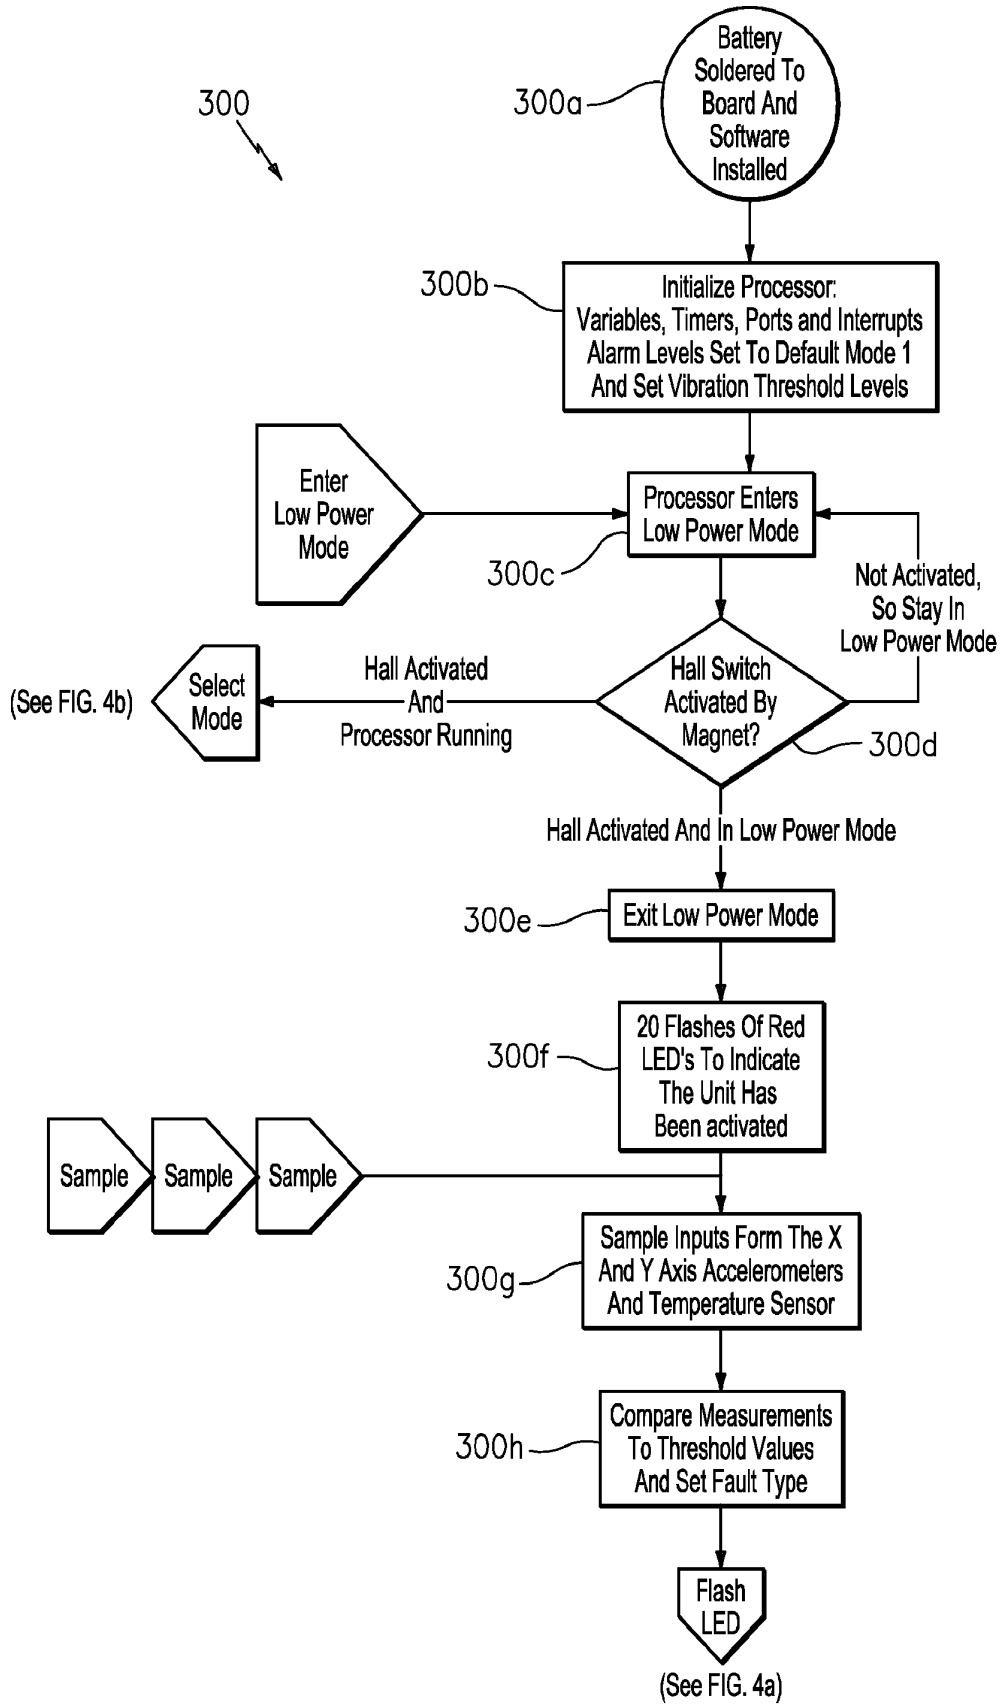 300
300a
Battery
Soldered To
Board And
Software
Installed
300b
Initialize Processor:
Variables, Timers, Ports and Interrupts
Alarm Levels Set To Default Mode 1
And Set Vibration Threshold Levels
Enter
Low Power
Mode
Processor Enters
Low Power Mode
300c
Not Activated,
So Stay In
Low Power Mode
Hall Switch
Activated By
Magnet?
300d
Hall Activated
And
Processor Running
Select
Mode
(See FIG. 4b)
Hall Activated And In Low Power Mode
300e
Exit Low Power Mode
300f
20 Flashes Of Red
LED's To Indicate
The Unit Has
Been activated
Sample
Sample
Sample
300g
Sample Inputs Form The X
And Y Axis Accelerometers
And Temperature Sensor
300h
Compare Measurements
To Threshold Values
And Set Fault Type
Flash
LED
(See FIG. 4a)